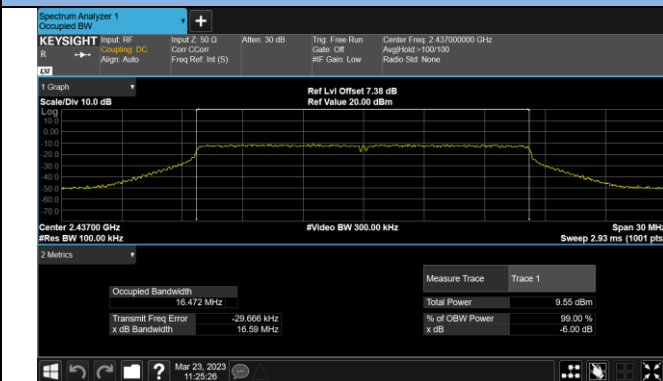 Spectrum Analyzer 1
Occupied BW
+
KEYSIGHT Input: RF Input Z: 50 Ω Atten: 30 dB Trig: Free Run Center Freq: 2.437000000 GHz
R Coupling: DC Corr CCorr Gate: Off Avg|Hold:>100/100
Align: Auto Freq Ref: Int (S) #IF Gain: Low Radio Std: None
LXI
1 Graph Ref Lvl Offset 7.38 dB
Scale/Div 10.0 dB Ref Value 20.00 dBm
Log
10.0
0.00
-10.0
-20.0
-30.0
-40.0
-50.0
-60.0
-70.0
Center 2.43700 GHz #Video BW 300.00 kHz Span 30 MHz
#Res BW 100.00 kHz Sweep 2.93 ms (1001 pts)
2 Metrics
Measure Trace Trace 1
Occupied Bandwidth
16.472 MHz Total Power 9.55 dBm
Transmit Freq Error -29.666 kHz % of OBW Power 99.00 %
x dB Bandwidth 16.59 MHz x dB -6.00 dB
? Mar 23, 2023
11:25:26